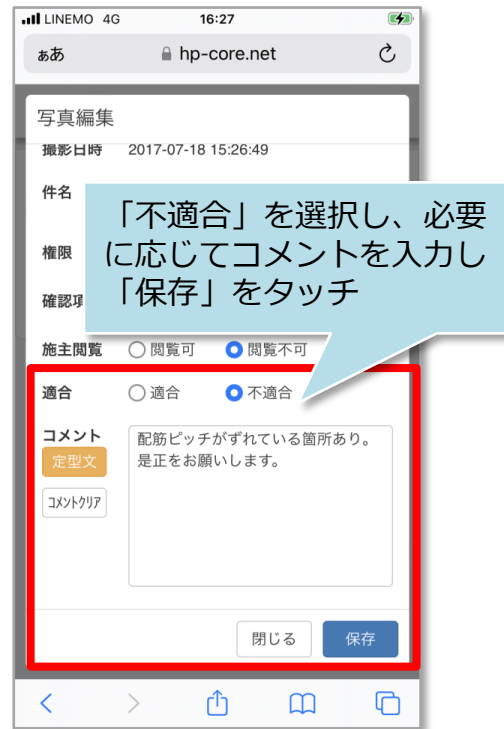 LINEMO 4G 16:27
ああ hp-core.net
写真編集
撮影日時 2017-07-18 15:26:49
件名
「不適合」を選択し、必要
に応じてコメントを入力し
「保存」をタッチ
権限
確認項
施主閲覧 閲覧可 閲覧不可
適合 適合 不適合
コメント
定型文
コメントクリア
配筋ピッチがずれている箇所あり。
是正をお願いします。
閉じる 保存